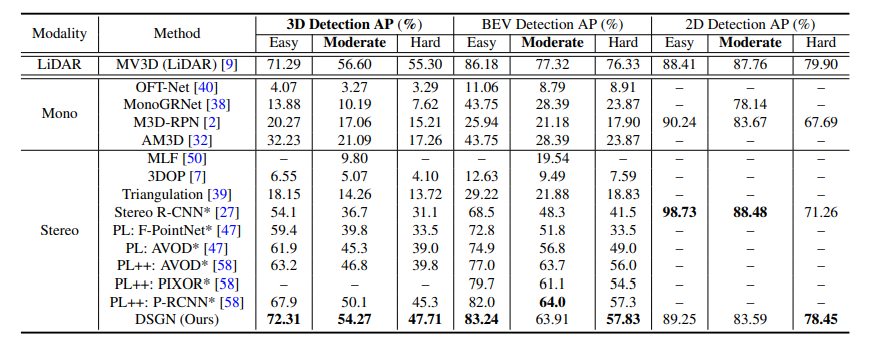 Modality Method 3D Detection AP (%) BEV Detection AP (%) 2D Detection AP (%)
Easy Moderate Hard Easy Moderate Hard Easy Moderate Hard
LiDAR MV3D (LiDAR) [9] 71.29 56.60 55.30 86.18 77.32 76.33 88.41 87.76 79.90
Mono OFT-Net [40] 4.07 3.27 3.29 11.06 8.79 8.91 – – –
MonoGRNet [38] 13.88 10.19 7.62 43.75 28.39 23.87 – 78.14 –
M3D-RPN [2] 20.27 17.06 15.21 25.94 21.18 17.90 90.24 83.67 67.69
AM3D [32] 32.23 21.09 17.26 43.75 28.39 23.87 – – –
Stereo MLF [50] – 9.80 – – 19.54 – – – –
3DOP [7] 6.55 5.07 4.10 12.63 9.49 7.59 – – –
Triangulation [39] 18.15 14.26 13.72 29.22 21.88 18.83 – – –
Stereo R-CNN* [27] 54.1 36.7 31.1 68.5 48.3 41.5 98.73 88.48 71.26
PL: F-PointNet* [47] 59.4 39.8 33.5 72.8 51.8 33.5 – – –
PL: AVOD* [47] 61.9 45.3 39.0 74.9 56.8 49.0 – – –
PL++: AVOD* [58] 63.2 46.8 39.8 77.0 63.7 56.0 – – –
PL++: PIXOR* [58] – – – 79.7 61.1 54.5 – – –
PL++: P-RCNN* [58] 67.9 50.1 45.3 82.0 64.0 57.3 – – –
DSGN (Ours) 72.31 54.27 47.71 83.24 63.91 57.83 89.25 83.59 78.45